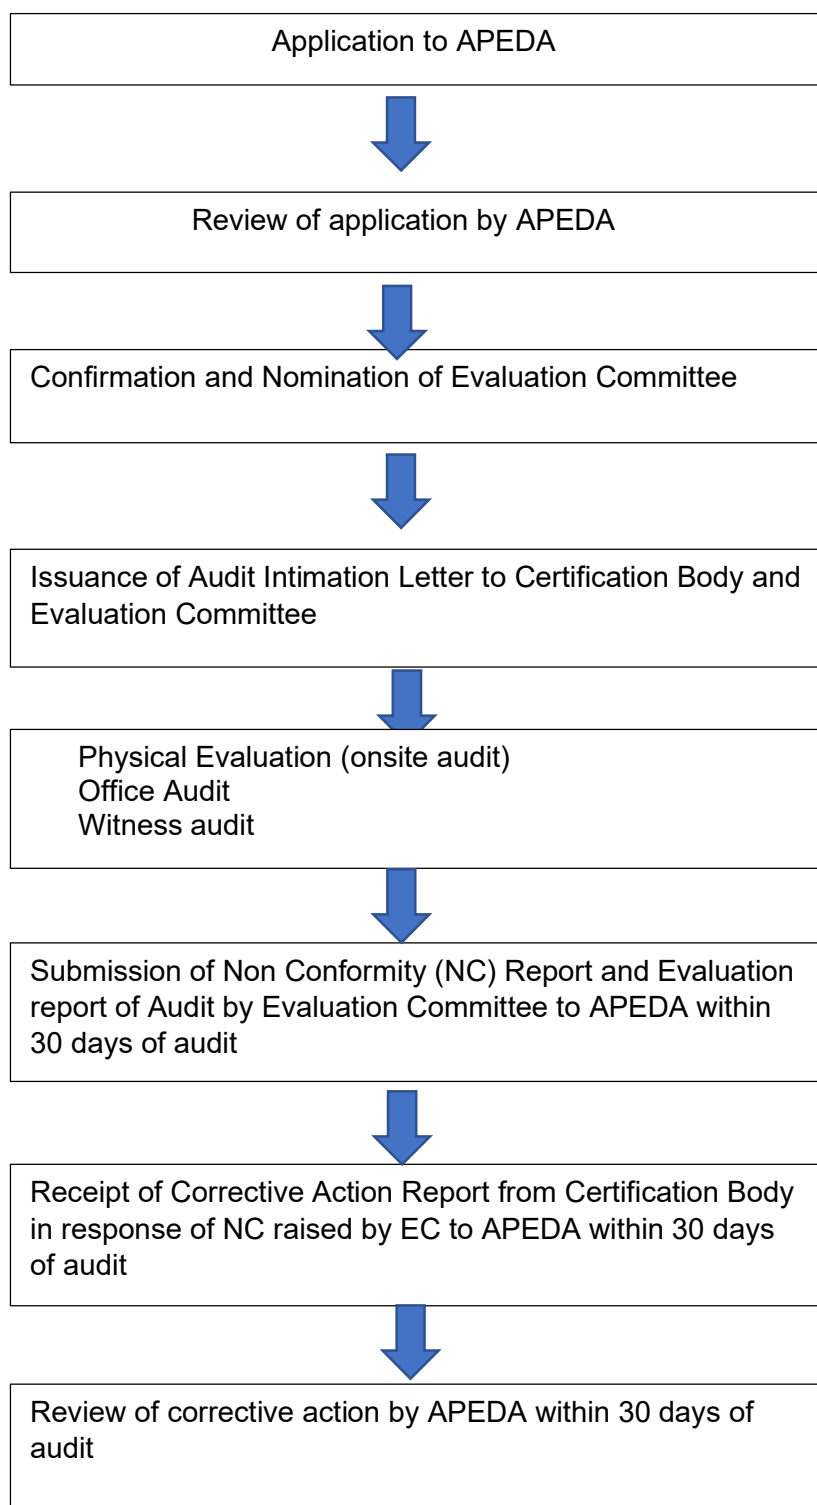 Application to APEDA
Review of application by APEDA
Confirmation and Nomination of Evaluation Committee
Issuance of Audit Intimation Letter to Certification Body and
Evaluation Committee
Physical Evaluation (onsite audit)
Office Audit
Witness audit
Submission of Non Conformity (NC) Report and Evaluation
report of Audit by Evaluation Committee to APEDA within
30 days of audit
Receipt of Corrective Action Report from Certification Body
in response of NC raised by EC to APEDA within 30 days
of audit
Review of corrective action by APEDA within 30 days of
audit